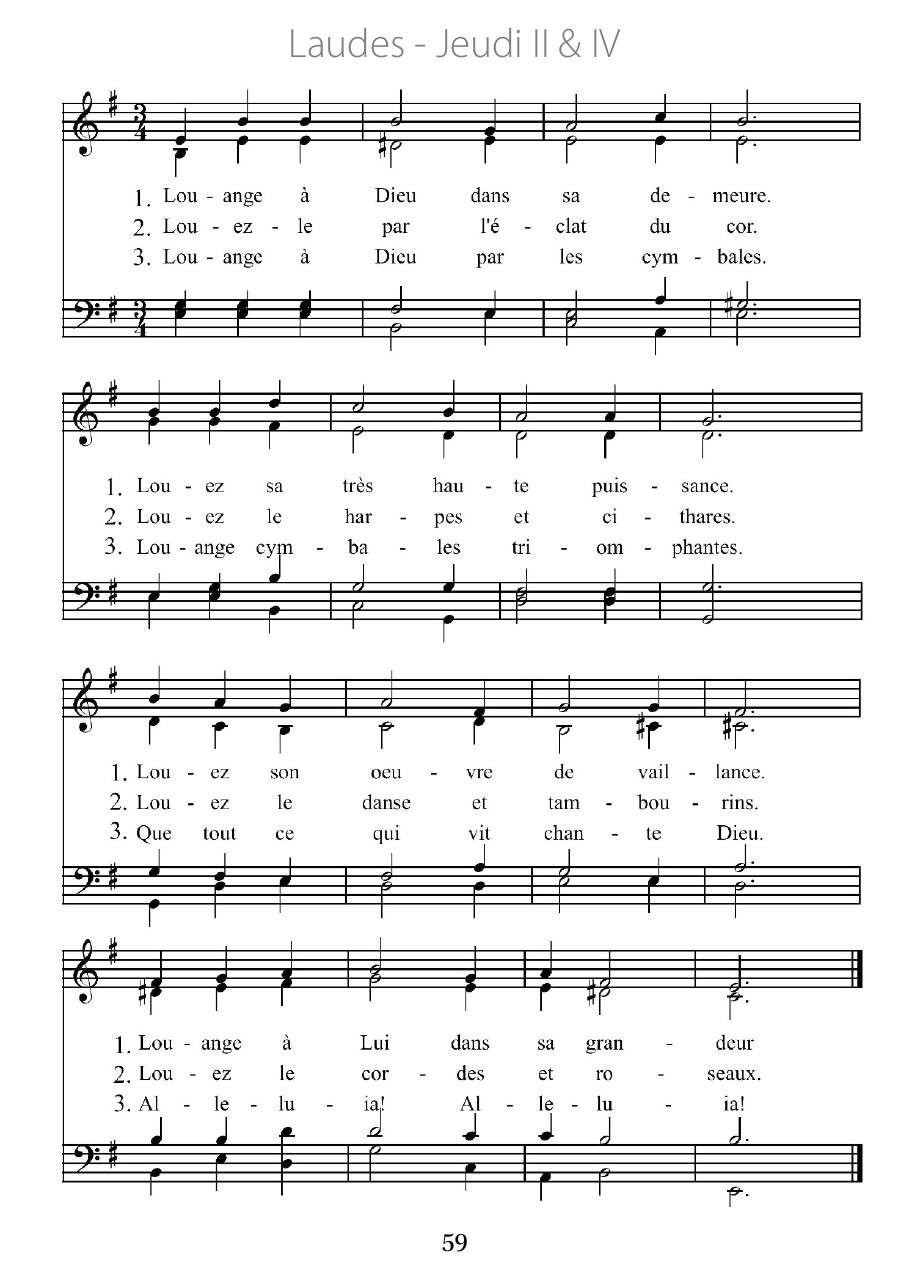 Laudes - Jeudi II & IV
1. Lou - ange à Dieu dans sa de - meure.
2. Lou - ez - le par l'é - clat du cor.
3. Lou - ange à Dieu par les cym - bales.
1. Lou - ez sa très hau - te puis - sance.
2. Lou - ez le har - pes et ci - thares.
3. Lou - ange cym - ba - les tri - om - phantes.
1. Lou - ez son oeu - vre de vail - lance.
2. Lou - ez le danse et tam - bou - rins.
3. Que tout ce qui vit chan - te Dieu.
1. Lou - ange à Lui dans sa gran - deur
2. Lou - ez le cor - des et ro - seaux.
3. Al - le - lu - ia! Al - le - lu - ia!
59